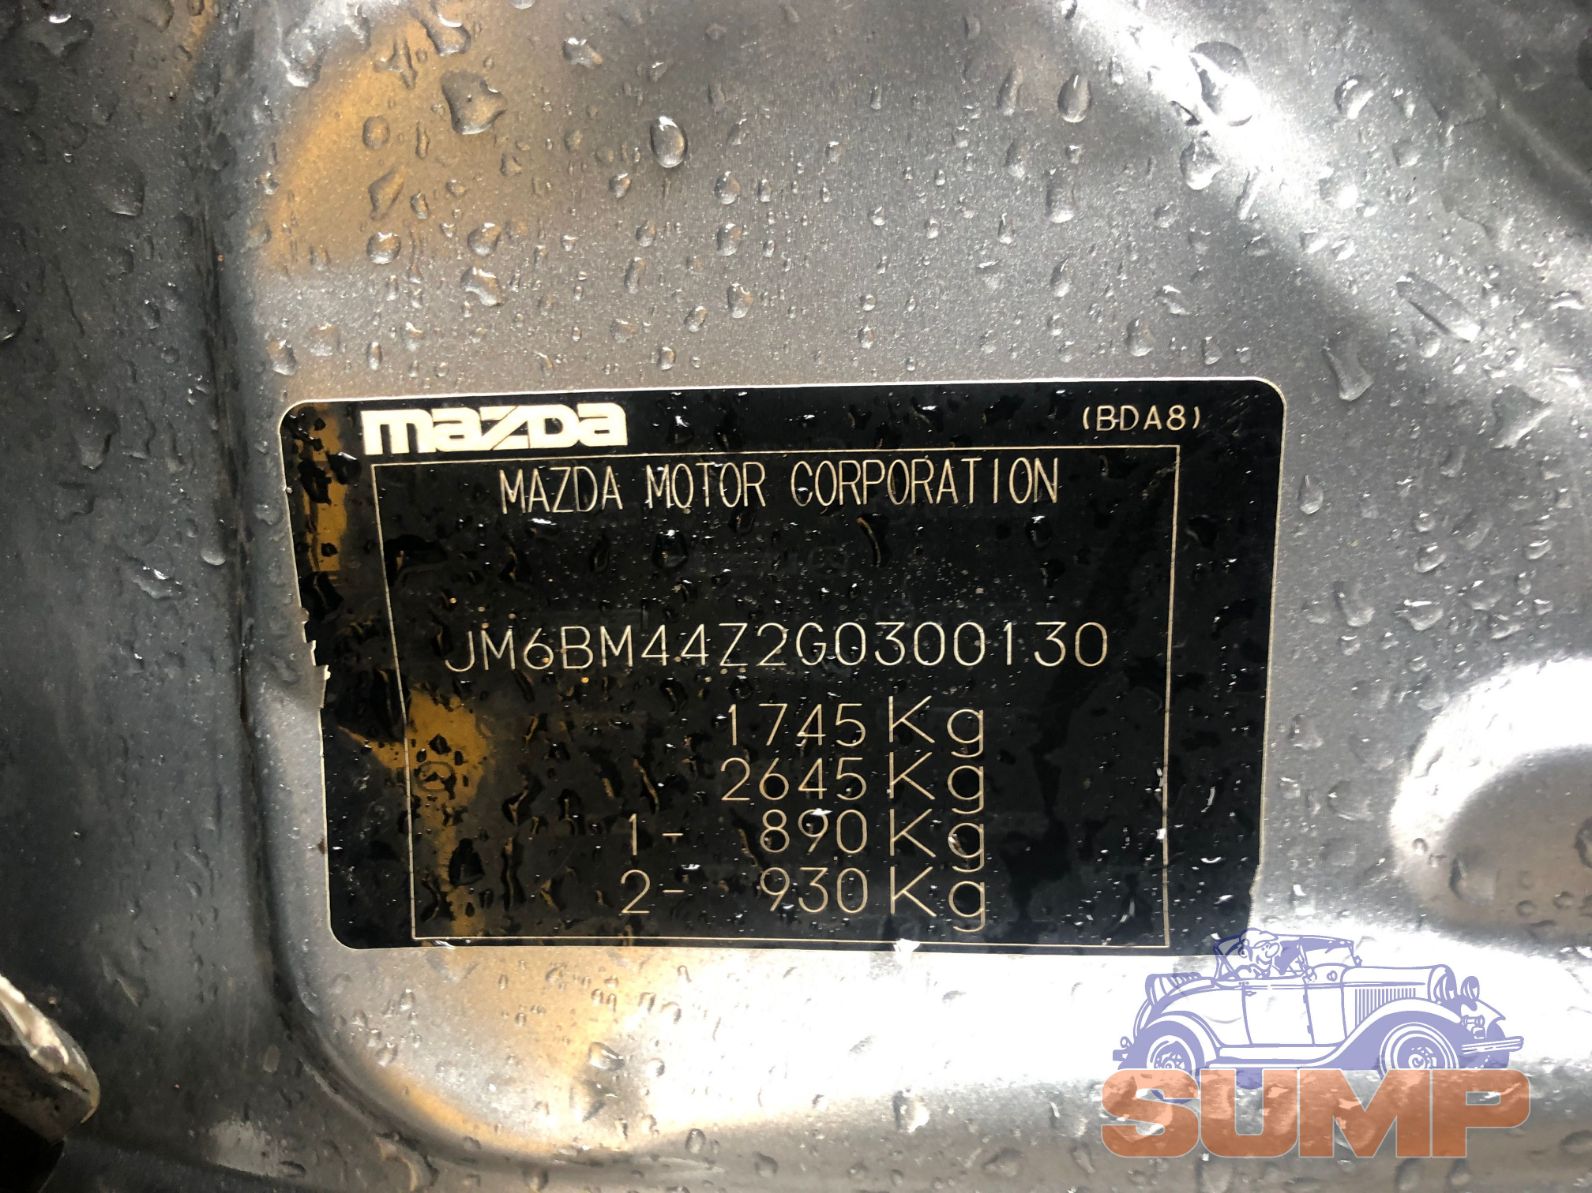 mazda (BDA8)
MAZDA MOTOR CORPORATION
JM6BM44Z2G0300130
1745Kg
2645Kg
1- 890Kg
2- 930Kg
SUMP